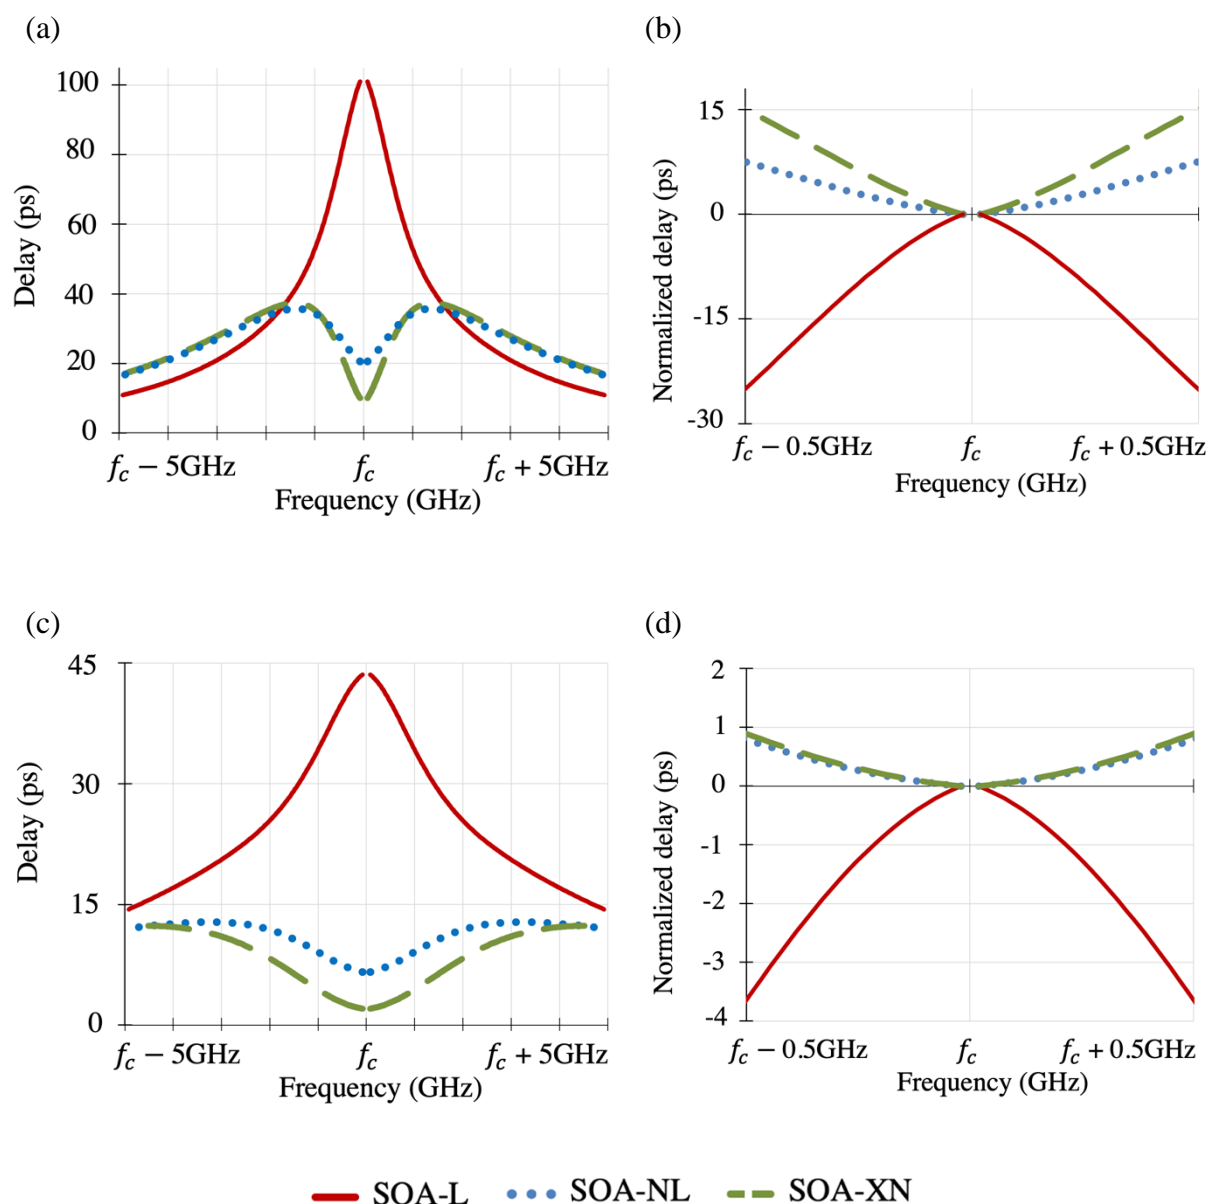 (a)
(b)
100
80
60
40
20
0
Delay (ps)
f_c − 5GHz
f_c
f_c + 5GHz
Frequency (GHz)
15
0
-15
-30
Normalized delay (ps)
f_c − 0.5GHz
f_c
f_c + 0.5GHz
Frequency (GHz)
(c)
(d)
45
30
15
0
Delay (ps)
f_c − 5GHz
f_c
f_c + 5GHz
Frequency (GHz)
2
1
0
-1
-2
-3
-4
Normalized delay (ps)
f_c − 0.5GHz
f_c
f_c + 0.5GHz
Frequency (GHz)
SOA-L SOA-NL SOA-XN